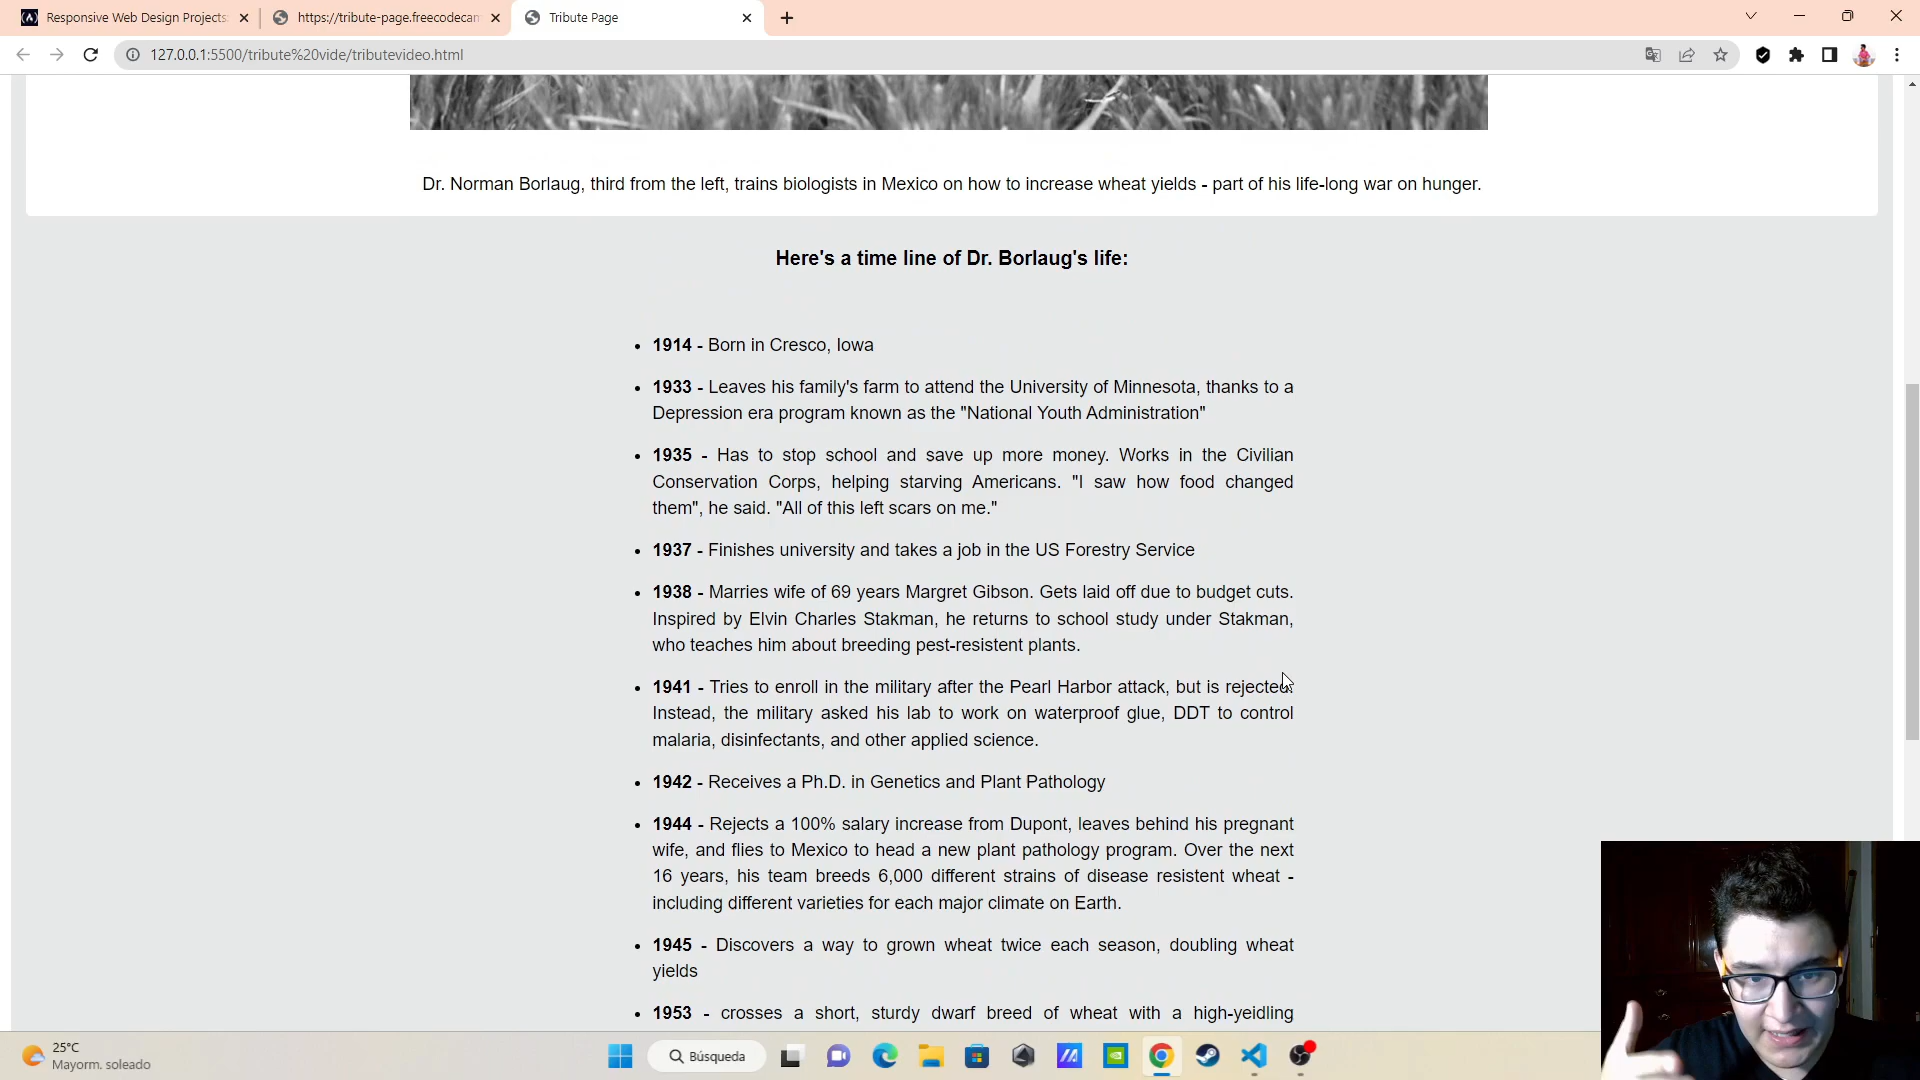 Responsive Web Design Projects:
https://tribute-page.freecodecam
Tribute Page
127.0.0.1:5500/tribute%20vide/tributevideo.html
Dr. Norman Borlaug, third from the left, trains biologists in Mexico on how to increase wheat yields - part of his life-long war on hunger.
Here's a time line of Dr. Borlaug's life:
1914 - Born in Cresco, Iowa
1933 - Leaves his family's farm to attend the University of Minnesota, thanks to a
Depression era program known as the "National Youth Administration"
1935 - Has to stop school and save up more money. Works in the Civilian
Conservation Corps, helping starving Americans. "I saw how food changed
them", he said. "All of this left scars on me."
1937 - Finishes university and takes a job in the US Forestry Service
1938 - Marries wife of 69 years Margret Gibson. Gets laid off due to budget cuts.
Inspired by Elvin Charles Stakman, he returns to school study under Stakman,
who teaches him about breeding pest-resistent plants.
1941 - Tries to enroll in the military after the Pearl Harbor attack, but is rejected.
Instead, the military asked his lab to work on waterproof glue, DDT to control
malaria, disinfectants, and other applied science.
1942 - Receives a Ph.D. in Genetics and Plant Pathology
1944 - Rejects a 100% salary increase from Dupont, leaves behind his pregnant
wife, and flies to Mexico to head a new plant pathology program. Over the next
16 years, his team breeds 6,000 different strains of disease resistent wheat -
including different varieties for each major climate on Earth.
1945 - Discovers a way to grown wheat twice each season, doubling wheat
yields
1953 - crosses a short, sturdy dwarf breed of wheat with a high-yeidling
25°C
Mayorm. soleado
Búsqueda